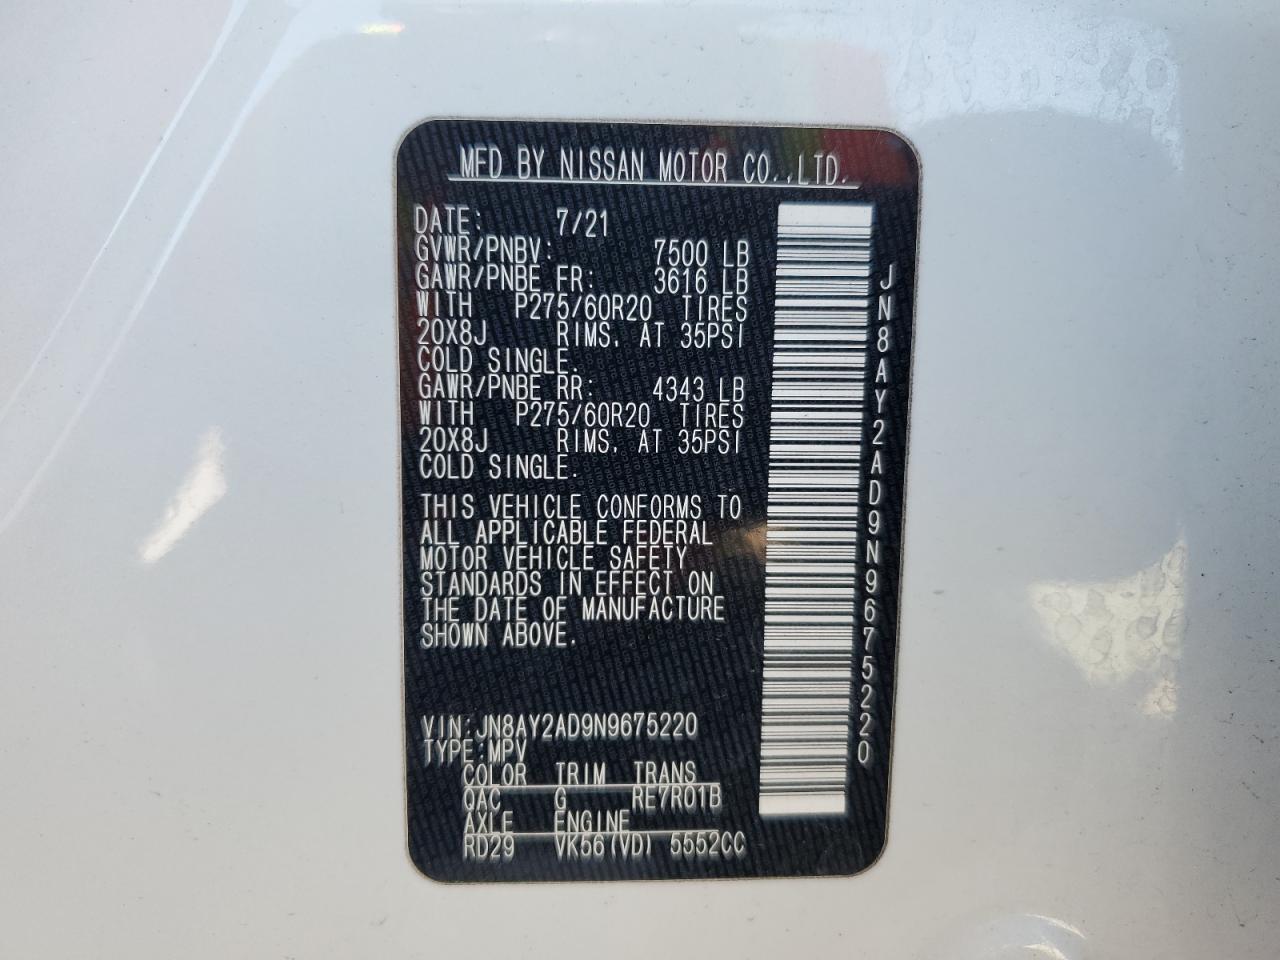 MFD BY NISSAN MOTOR CO.,LTD.
DATE: 7/21
GVWR/PNBV: 7500 LB
GAWR/PNBE FR: 3616 LB
WITH P275/60R20 TIRES
20X8J RIMS, AT 35PSI
COLD SINGLE.
GAWR/PNBE RR: 4343 LB
WITH P275/60R20 TIRES
20X8J RIMS, AT 35PSI
COLD SINGLE.
THIS VEHICLE CONFORMS TO
ALL APPLICABLE FEDERAL
MOTOR VEHICLE SAFETY
STANDARDS IN EFFECT ON
THE DATE OF MANUFACTURE
SHOWN ABOVE.
VIN:JN8AY2AD9N9675220
TYPE:MPV
COLOR TRIM TRANS
QAC G RE7R01B
AXLE ENGINE
RD29 VK56(VD) 5552CC
JN8AY2AD9N9675220